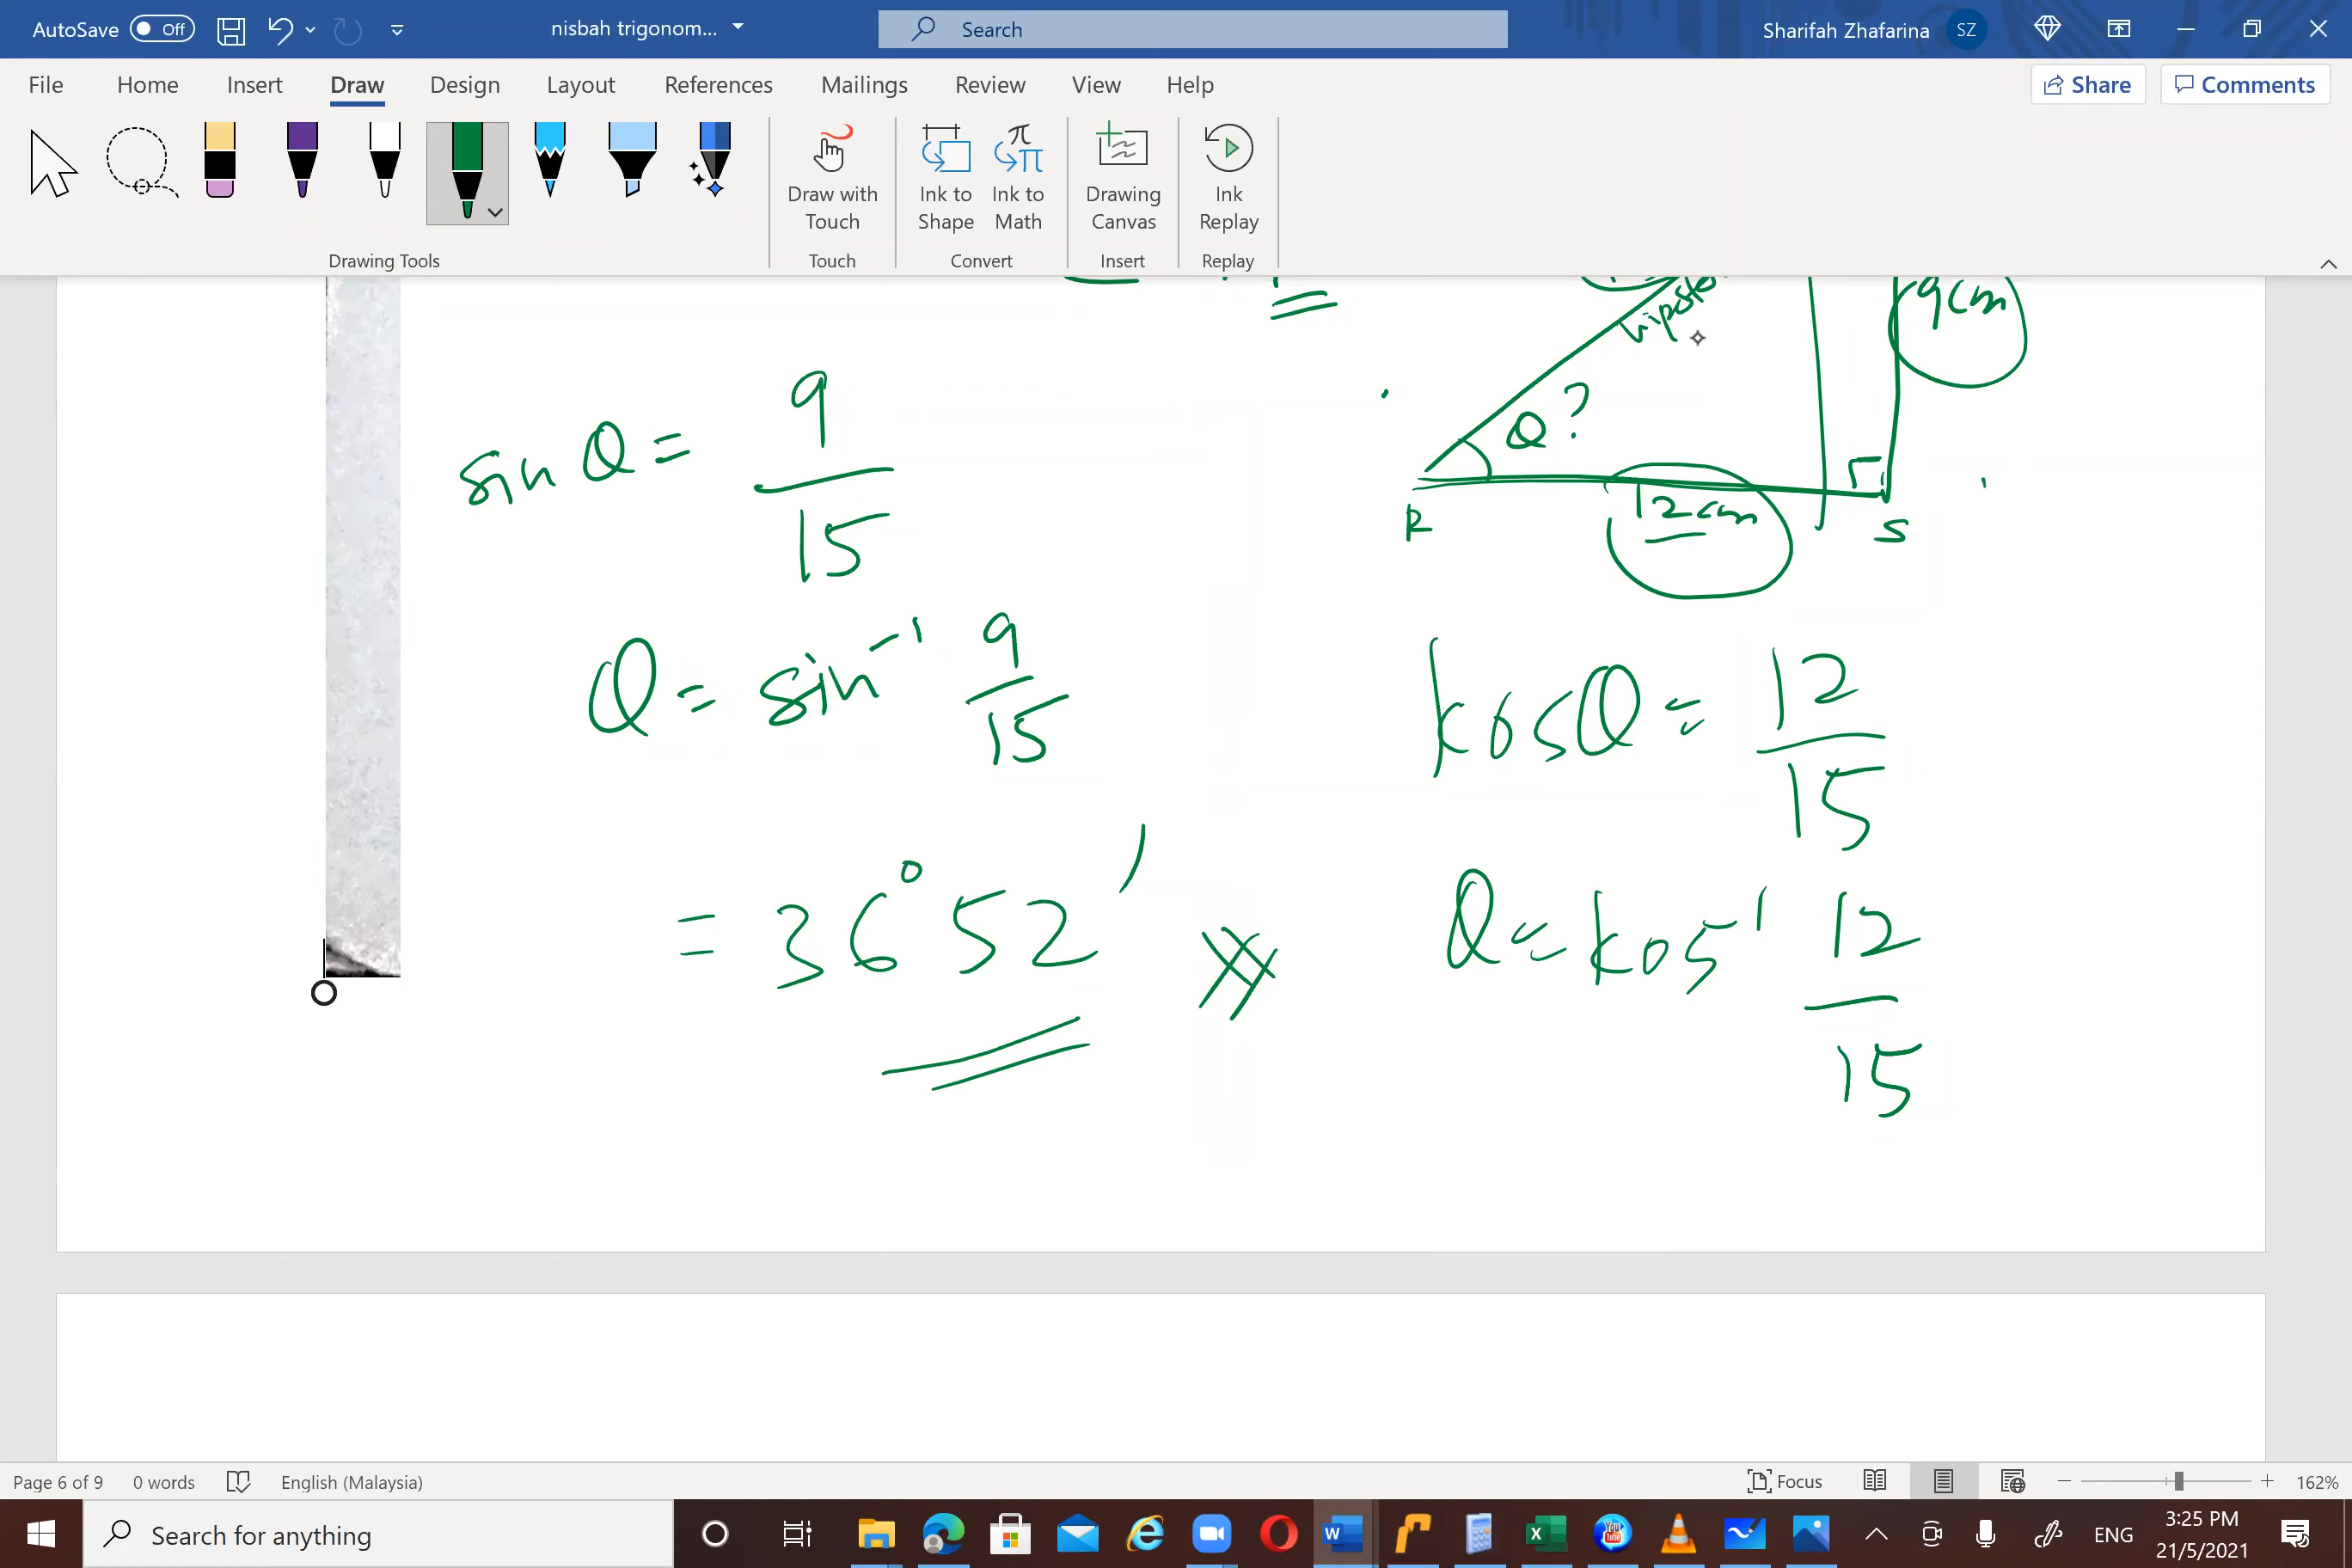 AutoSave Off nisbah trigonom... Search Sharifah Zhafarina SZ
File Home Insert Draw Design Layout References Mailings Review View Help Share Comments
Draw with Touch Ink to Shape Ink to Math Drawing Canvas Ink Replay
Drawing Tools Touch Convert Insert Replay
9cm
θ?
12 cm
R S
sin θ = 9/15
θ = sin⁻¹ 9/15
= 36° 52'
kos θ = 12/15
θ = kos⁻¹ 12/15
Page 6 of 9 0 words English (Malaysia) Focus 162%
Search for anything ENG 3:25 PM
21/5/2021